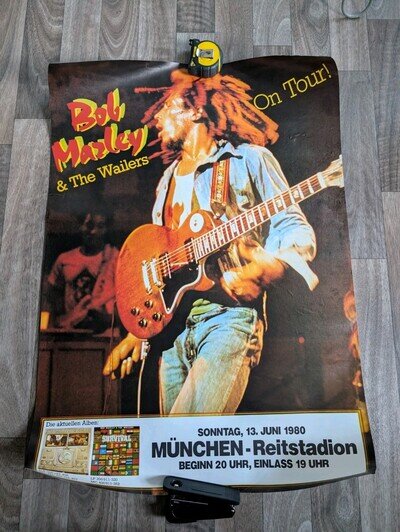 Bob
Marley
& The Wailers
On Tour!
Die aktuellen Alben:
SURVIVAL
SONNTAG, 13. JUNI 1980
MÜNCHEN - Reitstadion
BEGINN 20 UHR, EINLASS 19 UHR